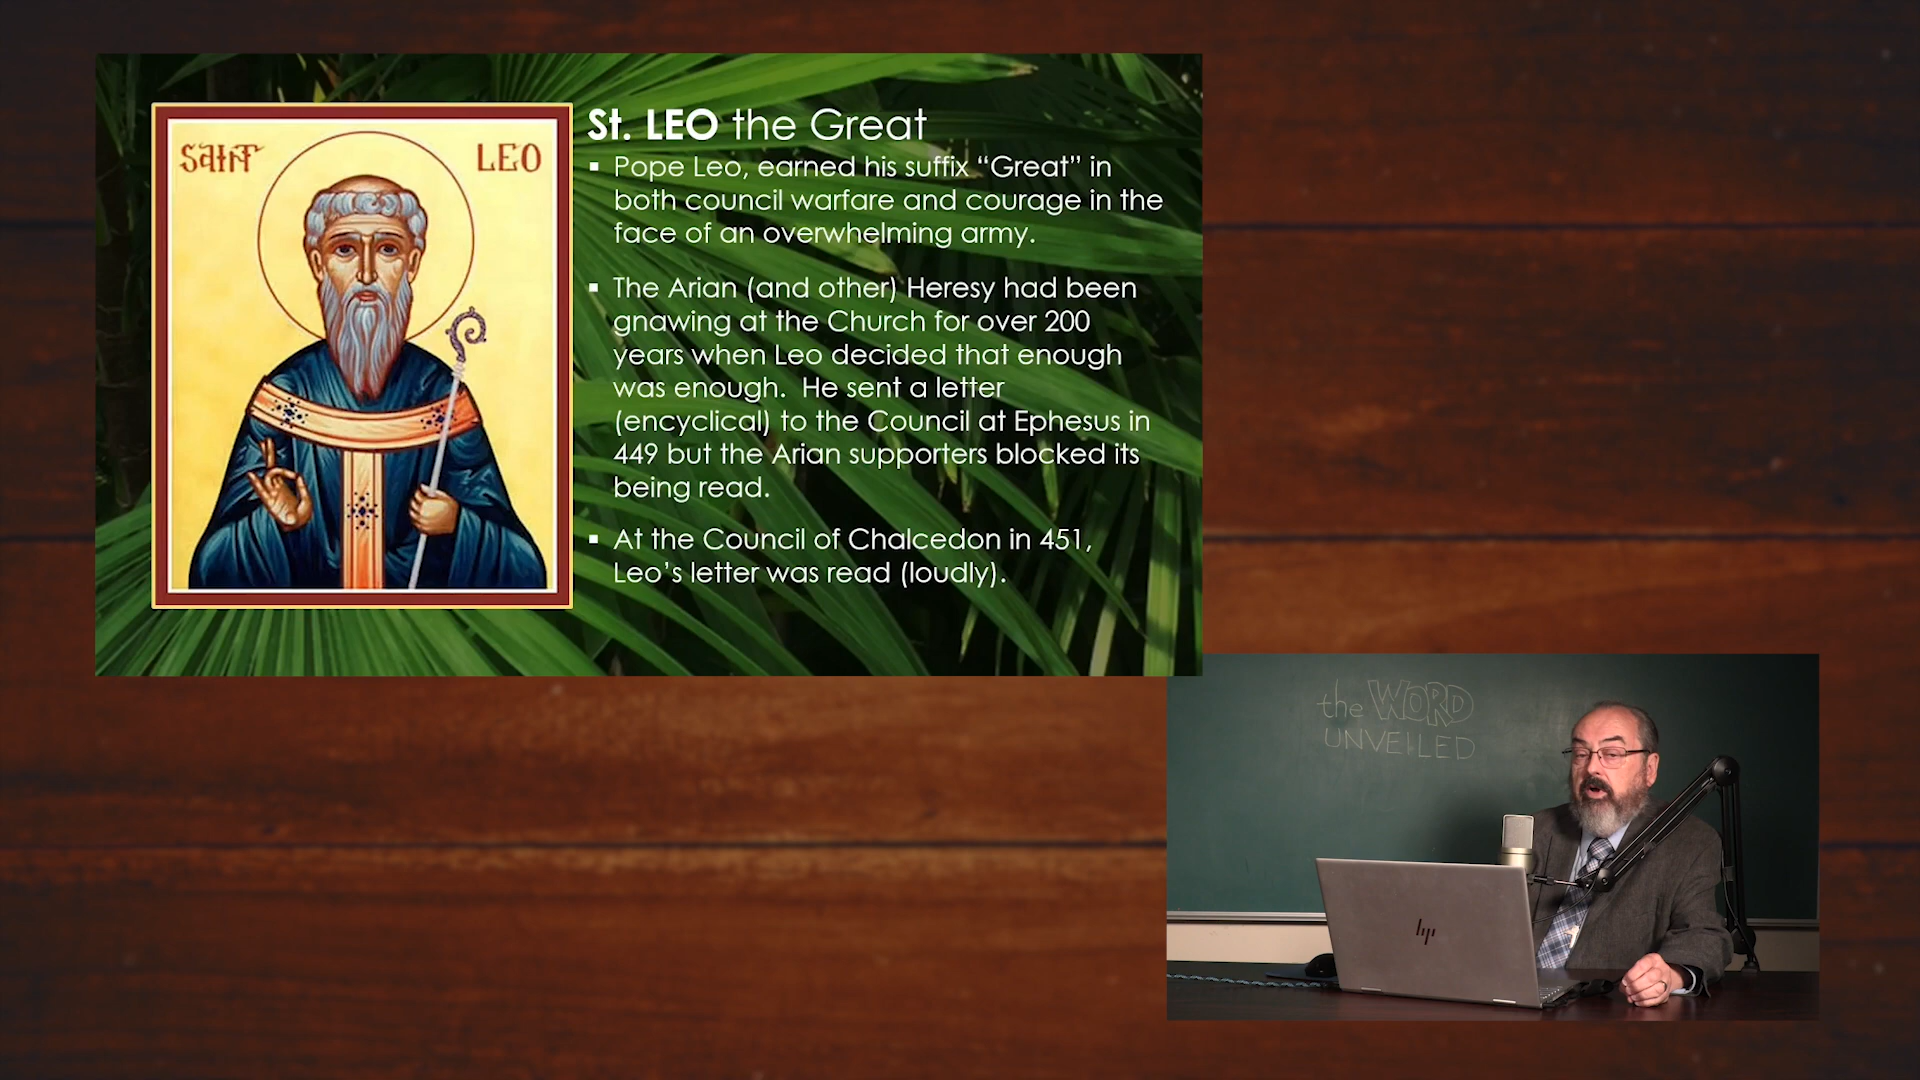 SAINT LEO
St. LEO the Great
▪ Pope Leo, earned his suffix “Great” in
both council warfare and courage in the
face of an overwhelming army.
▪ The Arian (and other) Heresy had been
gnawing at the Church for over 200
years when Leo decided that enough
was enough.  He sent a letter
(encyclical) to the Council at Ephesus in
449 but the Arian supporters blocked its
being read.
▪ At the Council of Chalcedon in 451,
Leo’s letter was read (loudly).
the WORD
UNVEILED
hp